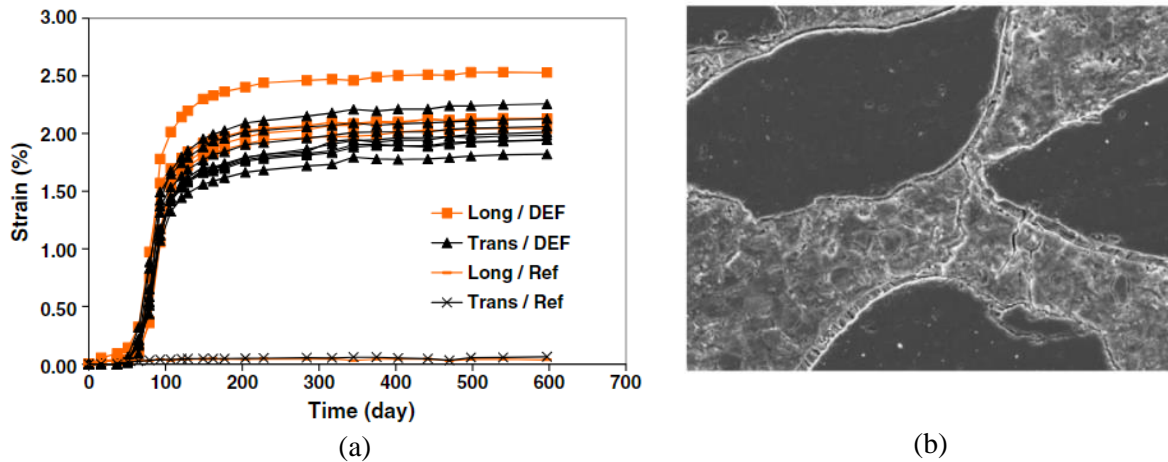 3.00
2.50
2.00
1.50
1.00
0.50
0.00
Strain (%)
Long / DEF
Trans / DEF
Long / Ref
Trans / Ref
0 100 200 300 400 500 600 700
Time (day)
(a)
(b)